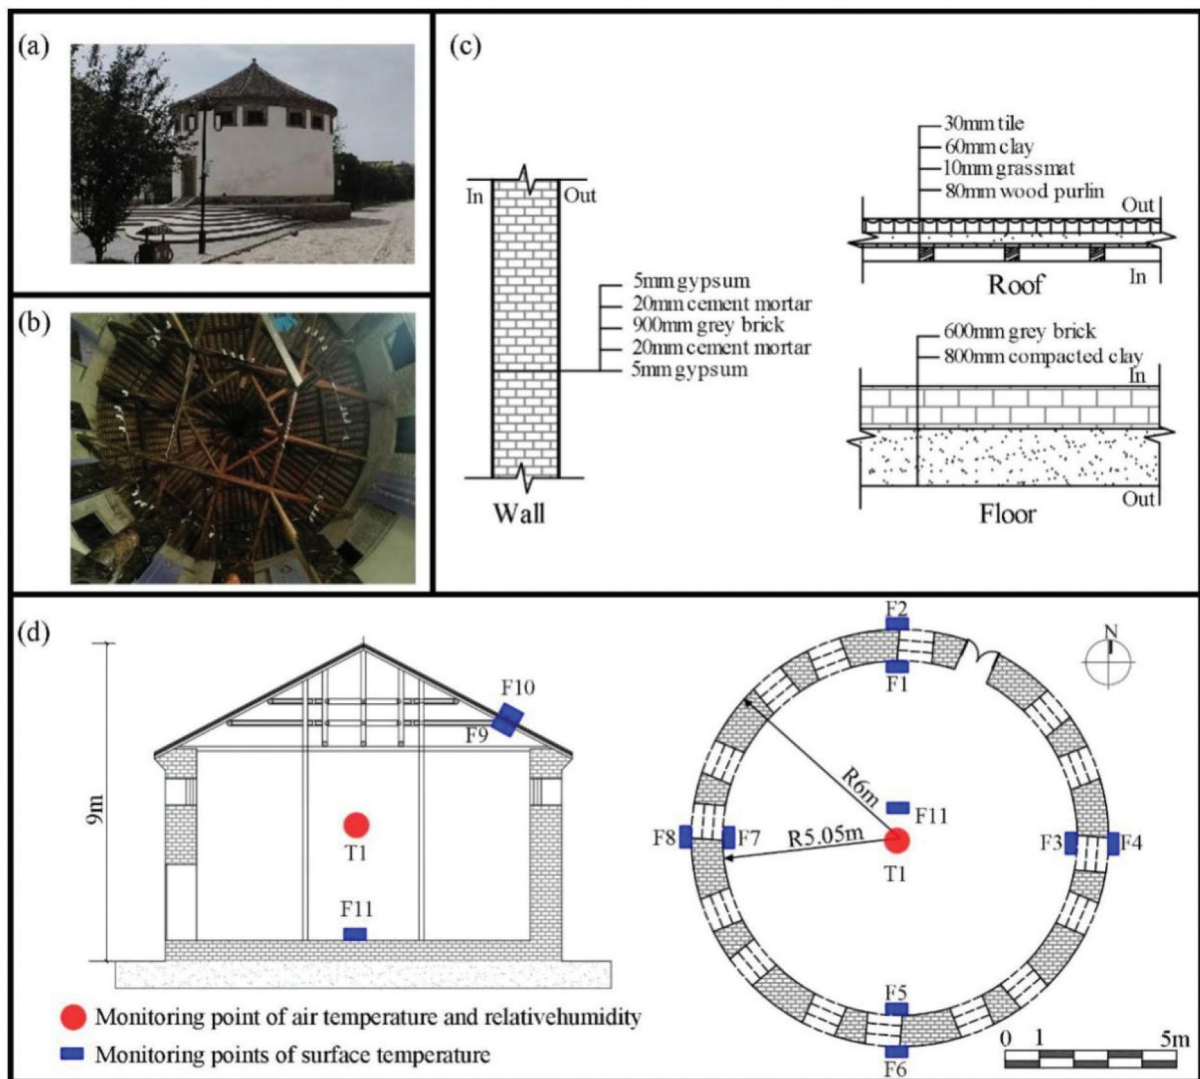 (a)
(b)
(c)
In
Out
5mm gypsum
20mm cement mortar
900mm grey brick
20mm cement mortar
5mm gypsum
Wall
30mm tile
60mm clay
10mm grassmat
80mm wood purlin
Out
In
Roof
600mm grey brick
800mm compacted clay
In
Out
Floor
(d)
9m
F10
F9
T1
F11
F2
F1
N
R6m
F11
F8
F7
R5.05m
F3
F4
T1
F5
F6
0 1 5m
Monitoring point of air temperature and relativehumidity
Monitoring points of surface temperature